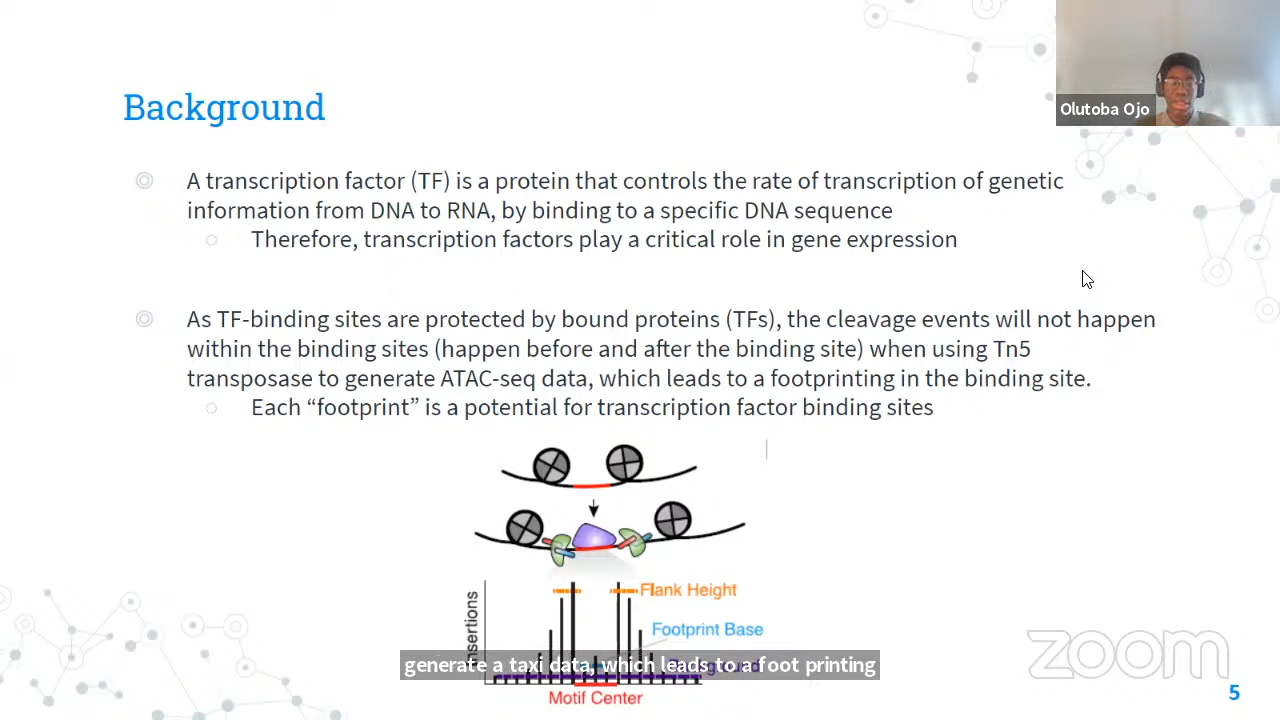 Background
Olutoba Ojo
A transcription factor (TF) is a protein that controls the rate of transcription of genetic
information from DNA to RNA, by binding to a specific DNA sequence
Therefore, transcription factors play a critical role in gene expression
As TF-binding sites are protected by bound proteins (TFs), the cleavage events will not happen
within the binding sites (happen before and after the binding site) when using Tn5
transposase to generate ATAC-seq data, which leads to a footprinting in the binding site.
Each “footprint” is a potential for transcription factor binding sites
Flank Height
Footprint Base
Background
nsertions
generate a taxi data, which leads to a foot printing
Motif Center
zoom
5